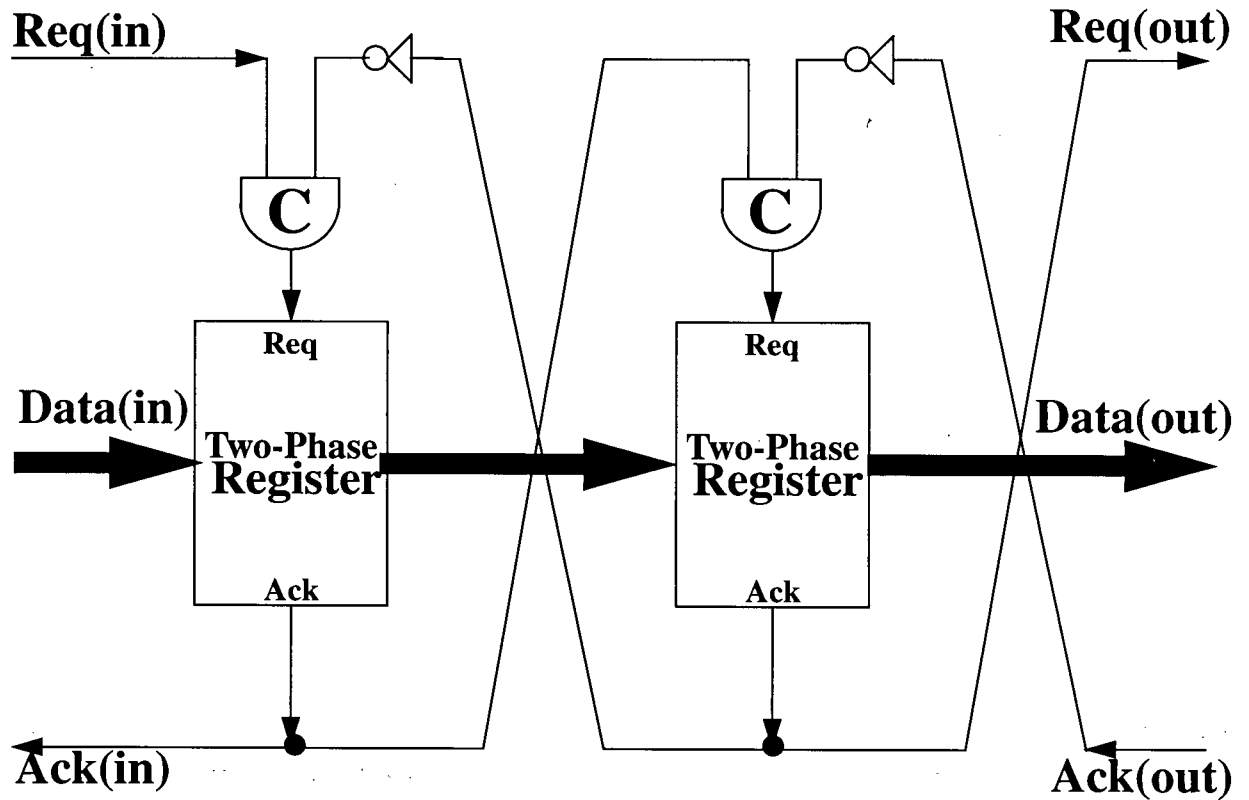 Req(in)
Req(out)
C
C
Req
Req
Data(in)
Data(out)
Two-Phase
Register
Two-Phase
Register
Ack
Ack
Ack(in)
Ack(out)